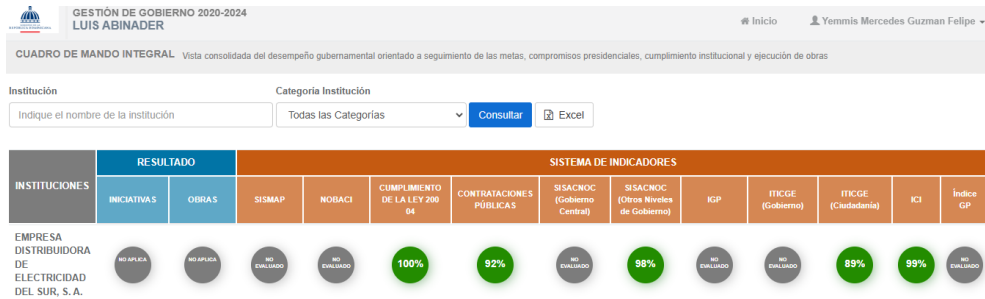 GESTIÓN DE GOBIERNO 2020-2024
LUIS ABINADER
Inicio
Yemmis Mercedes Guzman Felipe
CUADRO DE MANDO INTEGRAL Vista consolidada del desempeño gubernamental orientado a seguimiento de las metas, compromisos presidenciales, cumplimiento institucional y ejecución de obras
Institución
Categoría Institución
Indique el nombre de la institución
Todas las Categorías
Consultar
Excel
INSTITUCIONES
RESULTADO
SISTEMA DE INDICADORES
INICIATIVAS
OBRAS
SISMAP
NOBACI
CUMPLIMIENTO
DE LA LEY 200
04
CONTRATACIONES
PÚBLICAS
SISACNOC
(Gobierno
Central)
SISACNOC
(Otros Niveles
de Gobierno)
IGP
ITICGE
(Gobierno)
ITICGE
(Ciudadanía)
ICI
Índice
GP
EMPRESA
DISTRIBUIDORA
DE
ELECTRICIDAD
DEL SUR, S. A.
NO APLICA
NO APLICA
NO
EVALUADO
NO
EVALUADO
100%
92%
NO
EVALUADO
98%
NO
EVALUADO
NO
EVALUADO
89%
99%
NO
EVALUADO